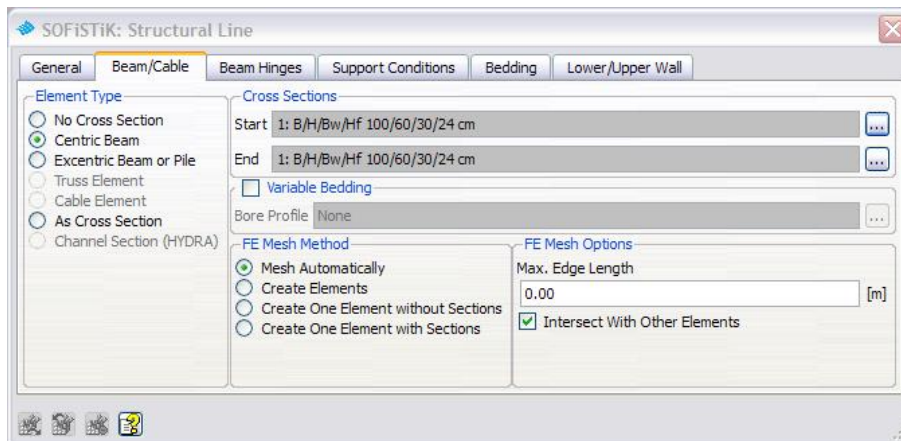 SOFiSTiK: Structural Line
General
Beam/Cable
Beam Hinges
Support Conditions
Bedding
Lower/Upper Wall
Element Type
No Cross Section
Centric Beam
Excentric Beam or Pile
Truss Element
Cable Element
As Cross Section
Channel Section (HYDRA)
Cross Sections
Start 1: B/H/Bw/Hf 100/60/30/24 cm ...
End 1: B/H/Bw/Hf 100/60/30/24 cm ...
Variable Bedding
Bore Profile None ...
FE Mesh Method
Mesh Automatically
Create Elements
Create One Element without Sections
Create One Element with Sections
FE Mesh Options
Max. Edge Length
0.00 [m]
Intersect With Other Elements